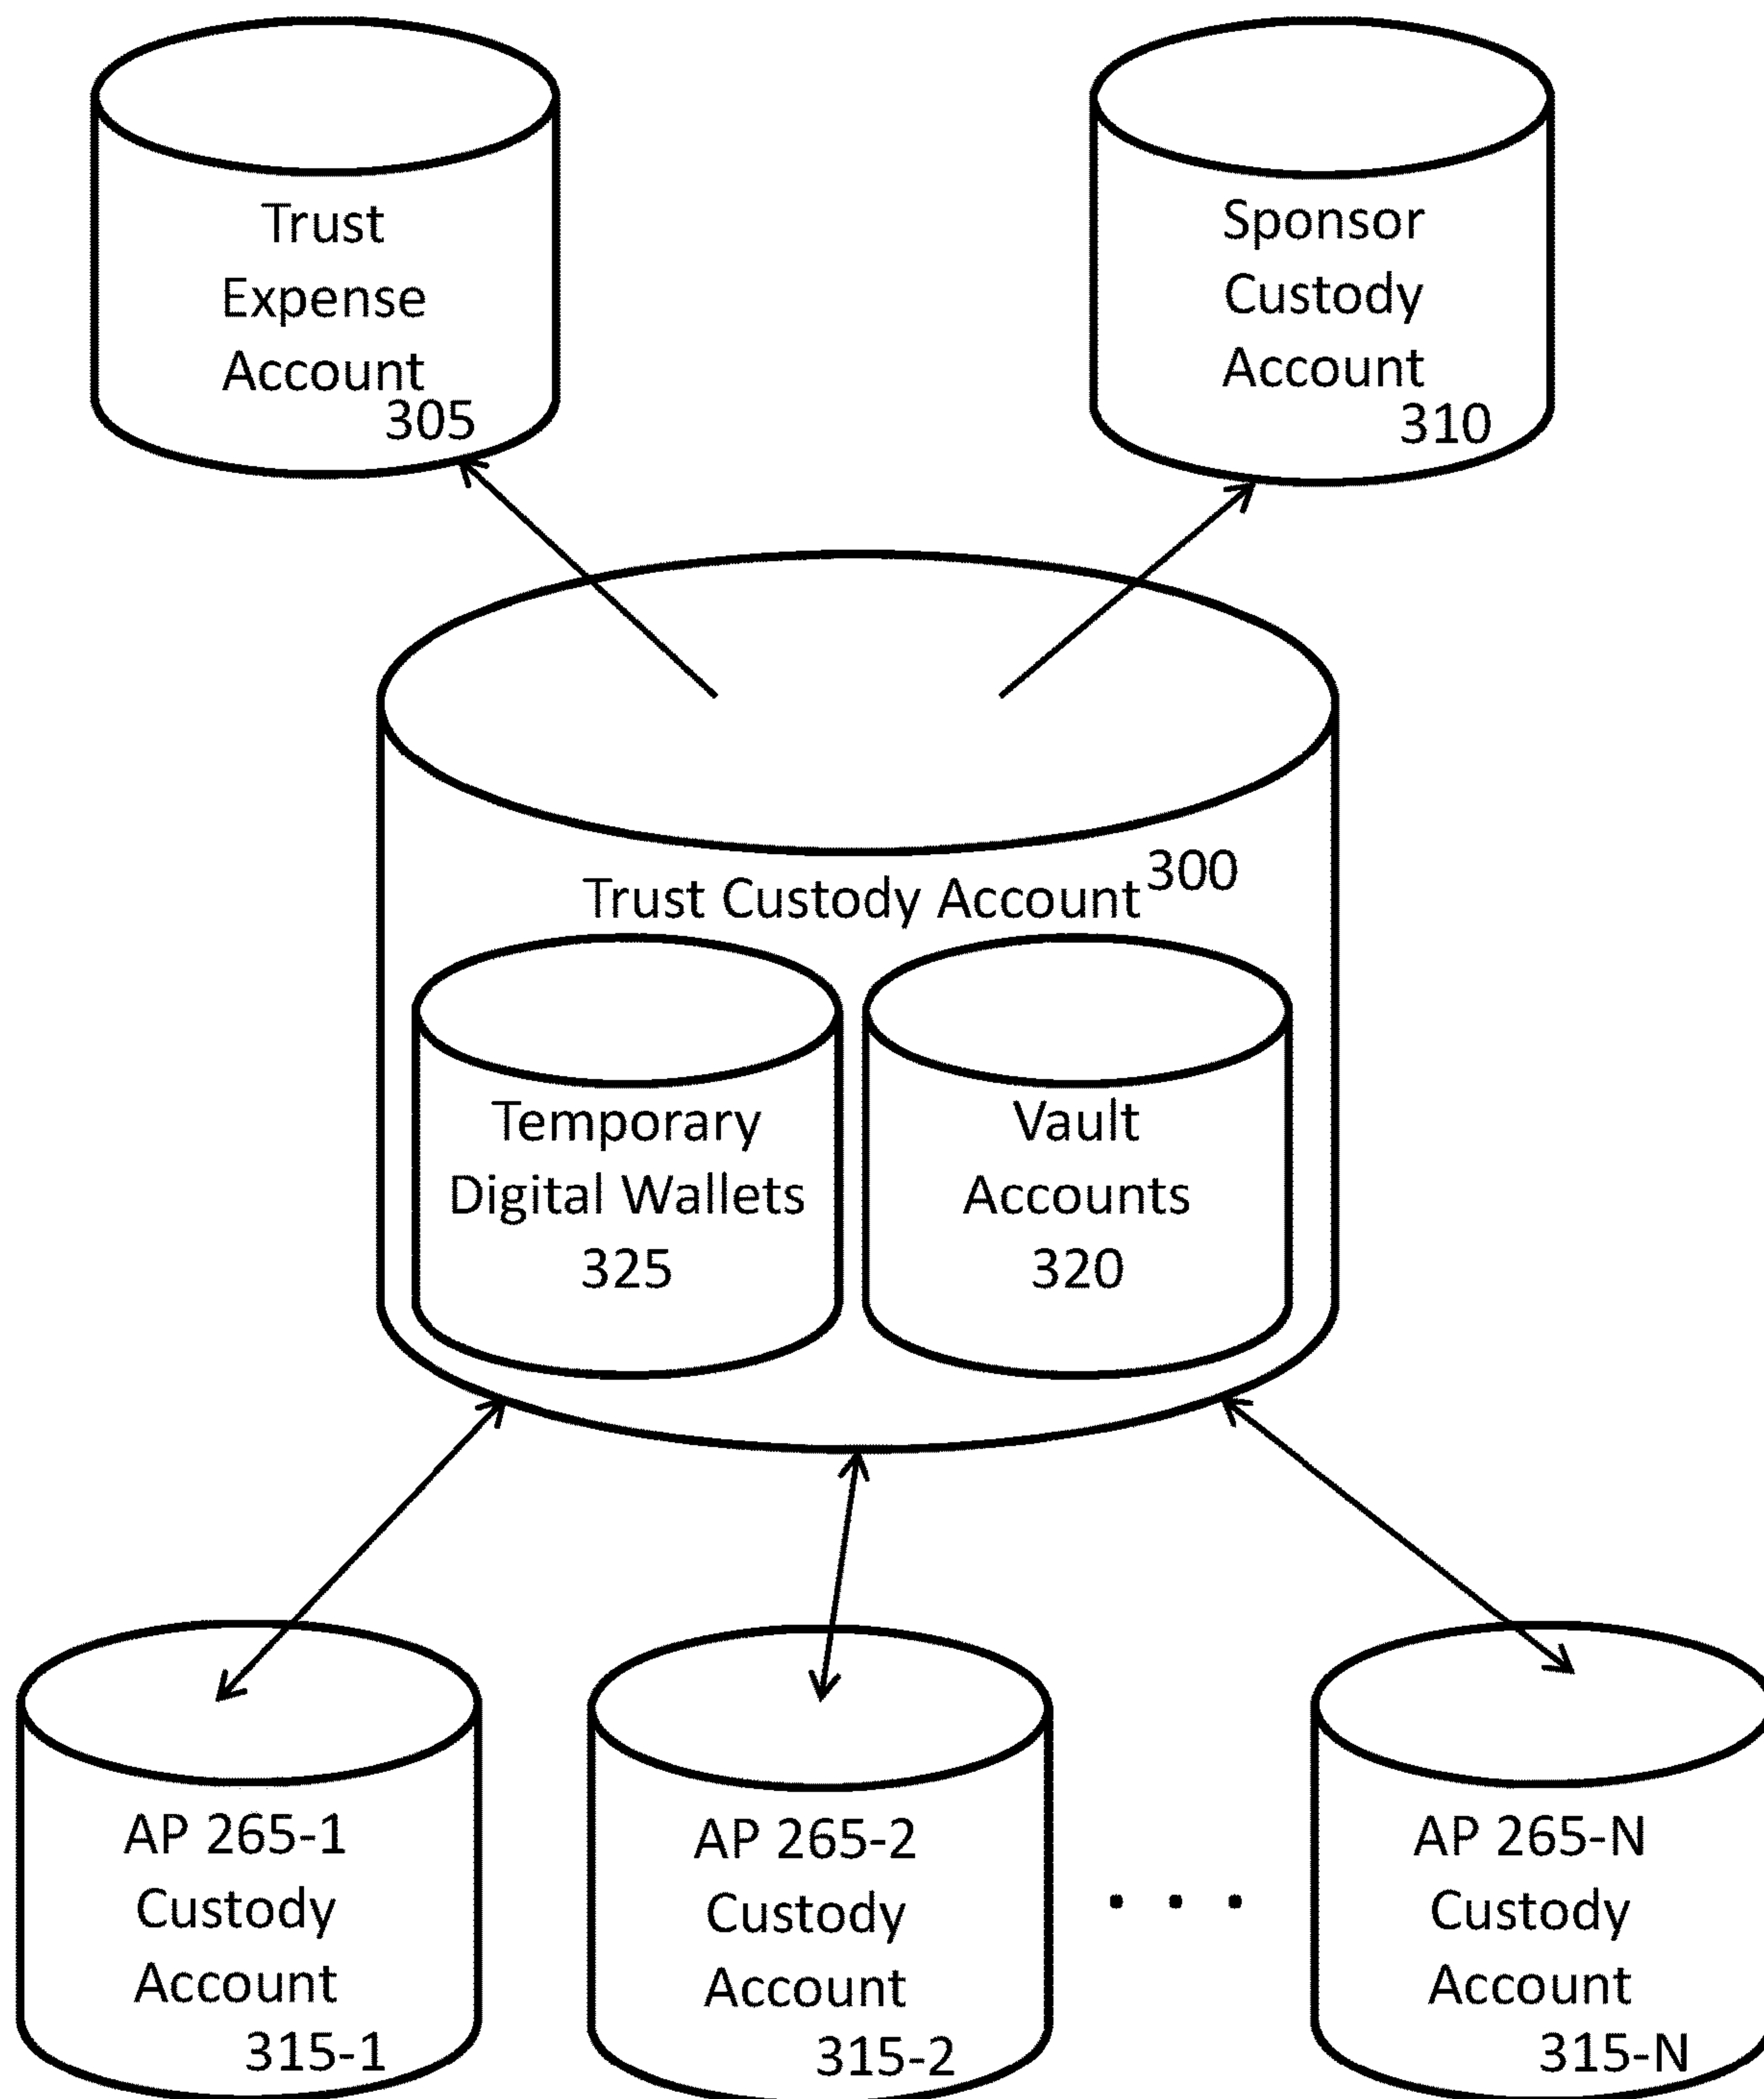 Trust
Expense
Account
305
Sponsor
Custody
Account
310
Trust Custody Account 300
Temporary
Digital Wallets
325
Vault
Accounts
320
AP 265-1
Custody
Account
315-1
AP 265-2
Custody
Account
315-2
. . .
AP 265-N
Custody
Account
315-N